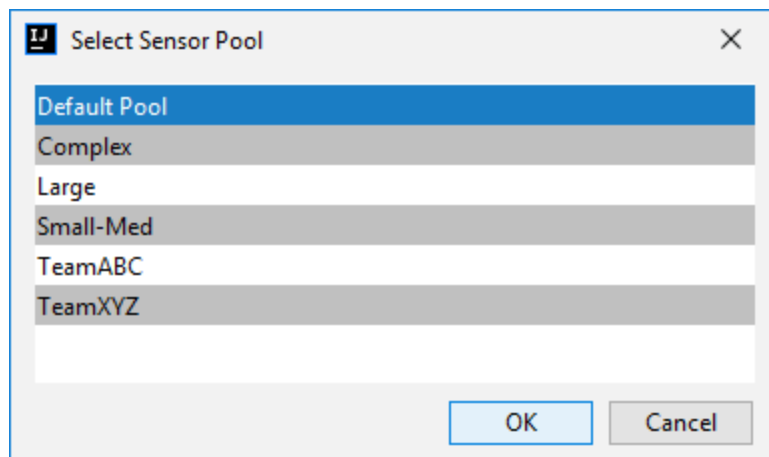 IJ
Select Sensor Pool
Default Pool
Complex
Large
Small-Med
TeamABC
TeamXYZ
OK
Cancel